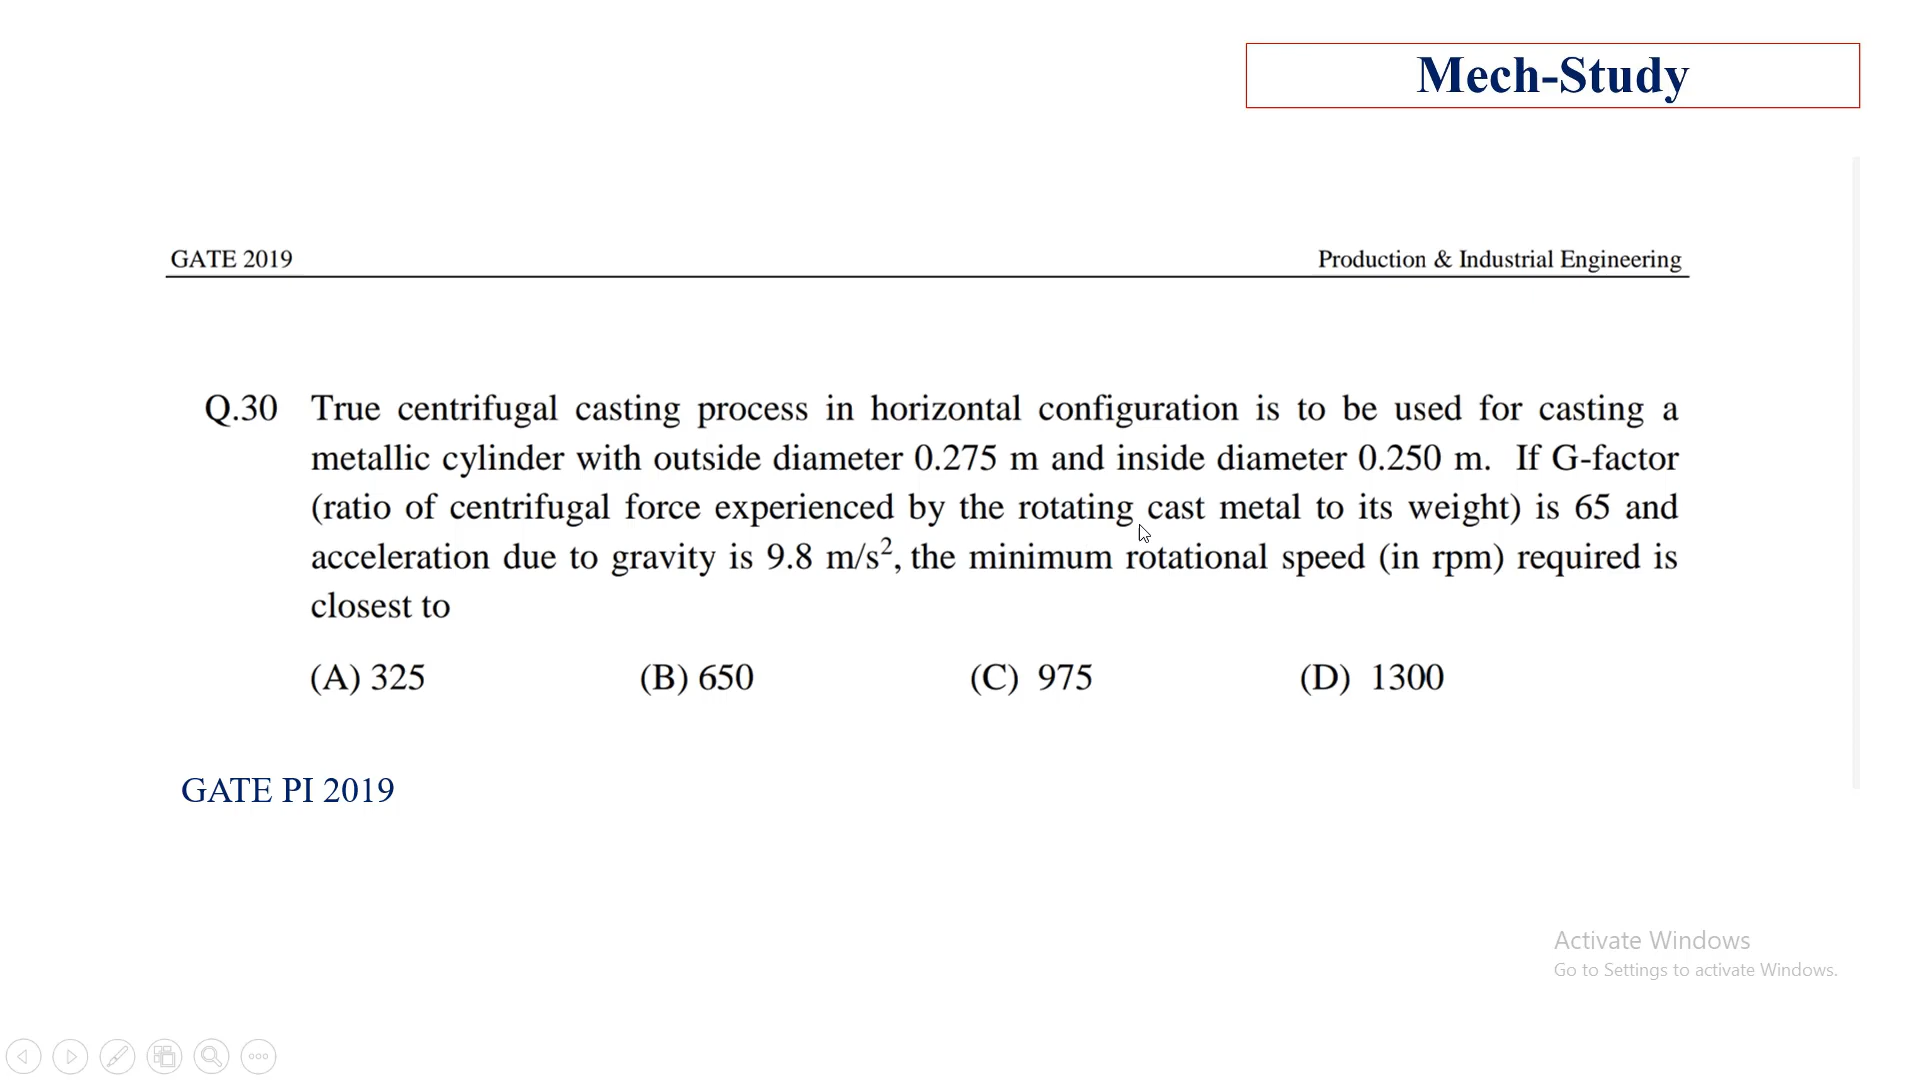 Mech-Study
GATE 2019
Production & Industrial Engineering
Q.30 True centrifugal casting process in horizontal configuration is to be used for casting a
metallic cylinder with outside diameter 0.275 m and inside diameter 0.250 m. If G-factor
(ratio of centrifugal force experienced by the rotating cast metal to its weight) is 65 and
acceleration due to gravity is 9.8 m/s², the minimum rotational speed (in rpm) required is
closest to
(A) 325 (B) 650 (C) 975 (D) 1300
GATE PI 2019
Activate Windows
Go to Settings to activate Windows.